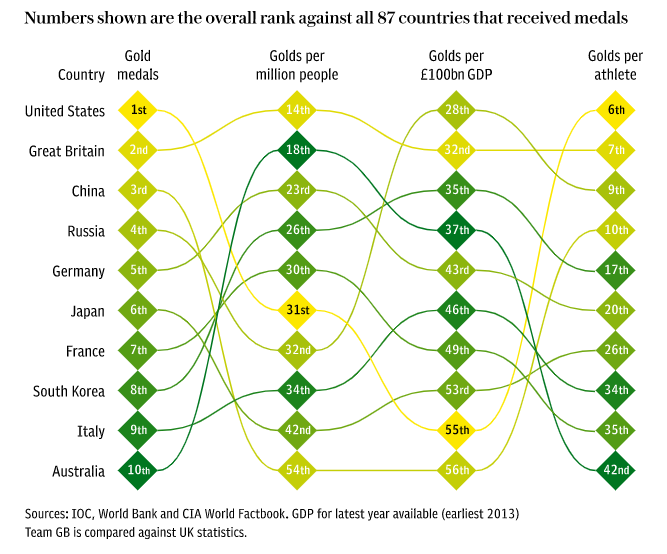 Numbers shown are the overall rank against all 87 countries that received medals
Country Gold medals Golds per million people Golds per £100bn GDP Golds per athlete
United States 1st 14th 28th 6th
Great Britain 2nd 18th 32nd 7th
China 3rd 23rd 35th 9th
Russia 4th 26th 37th 10th
Germany 5th 30th 43rd 17th
Japan 6th 31st 46th 20th
France 7th 32nd 49th 26th
South Korea 8th 34th 53rd 34th
Italy 9th 42nd 55th 35th
Australia 10th 54th 56th 42nd
Sources: IOC, World Bank and CIA World Factbook. GDP for latest year available (earliest 2013)
Team GB is compared against UK statistics.